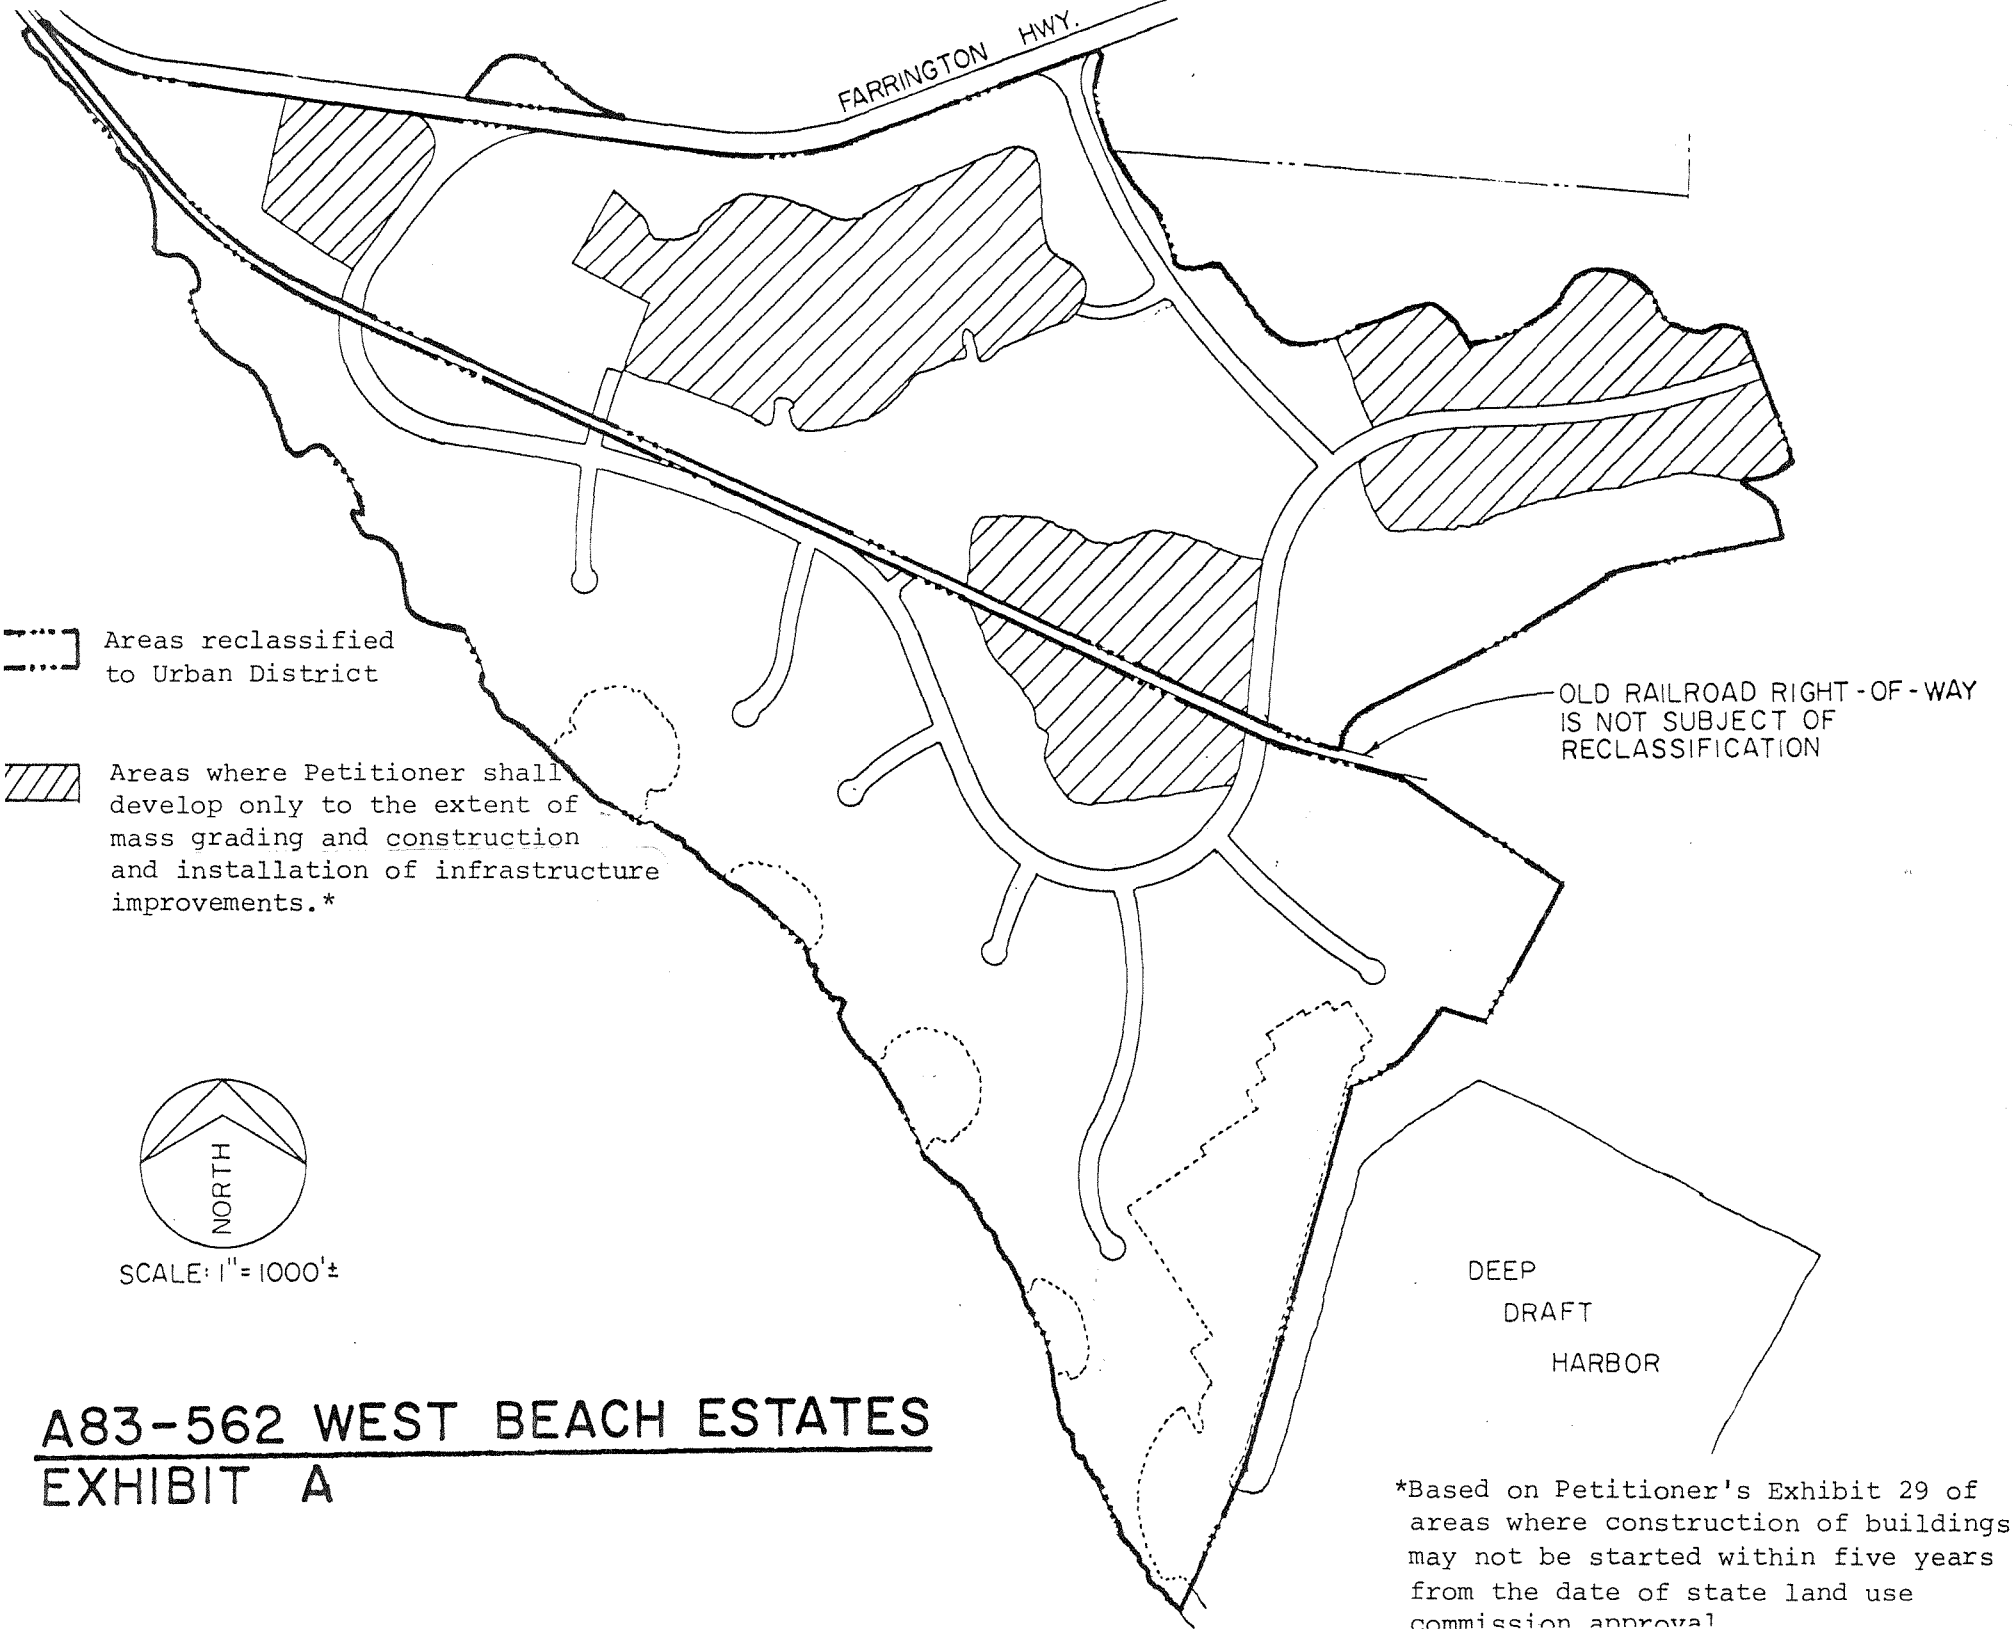 FARRINGTON HWY.
Areas reclassified
to Urban District
OLD RAILROAD RIGHT-OF-WAY
IS NOT SUBJECT OF
RECLASSIFICATION
Areas where Petitioner shall
develop only to the extent of
mass grading and construction
and installation of infrastructure
improvements.*
NORTH
SCALE: 1"=1000'±
DEEP
DRAFT
HARBOR
A83-562 WEST BEACH ESTATES
EXHIBIT A
*Based on Petitioner's Exhibit 29 of
areas where construction of buildings
may not be started within five years
from the date of state land use
commission approval